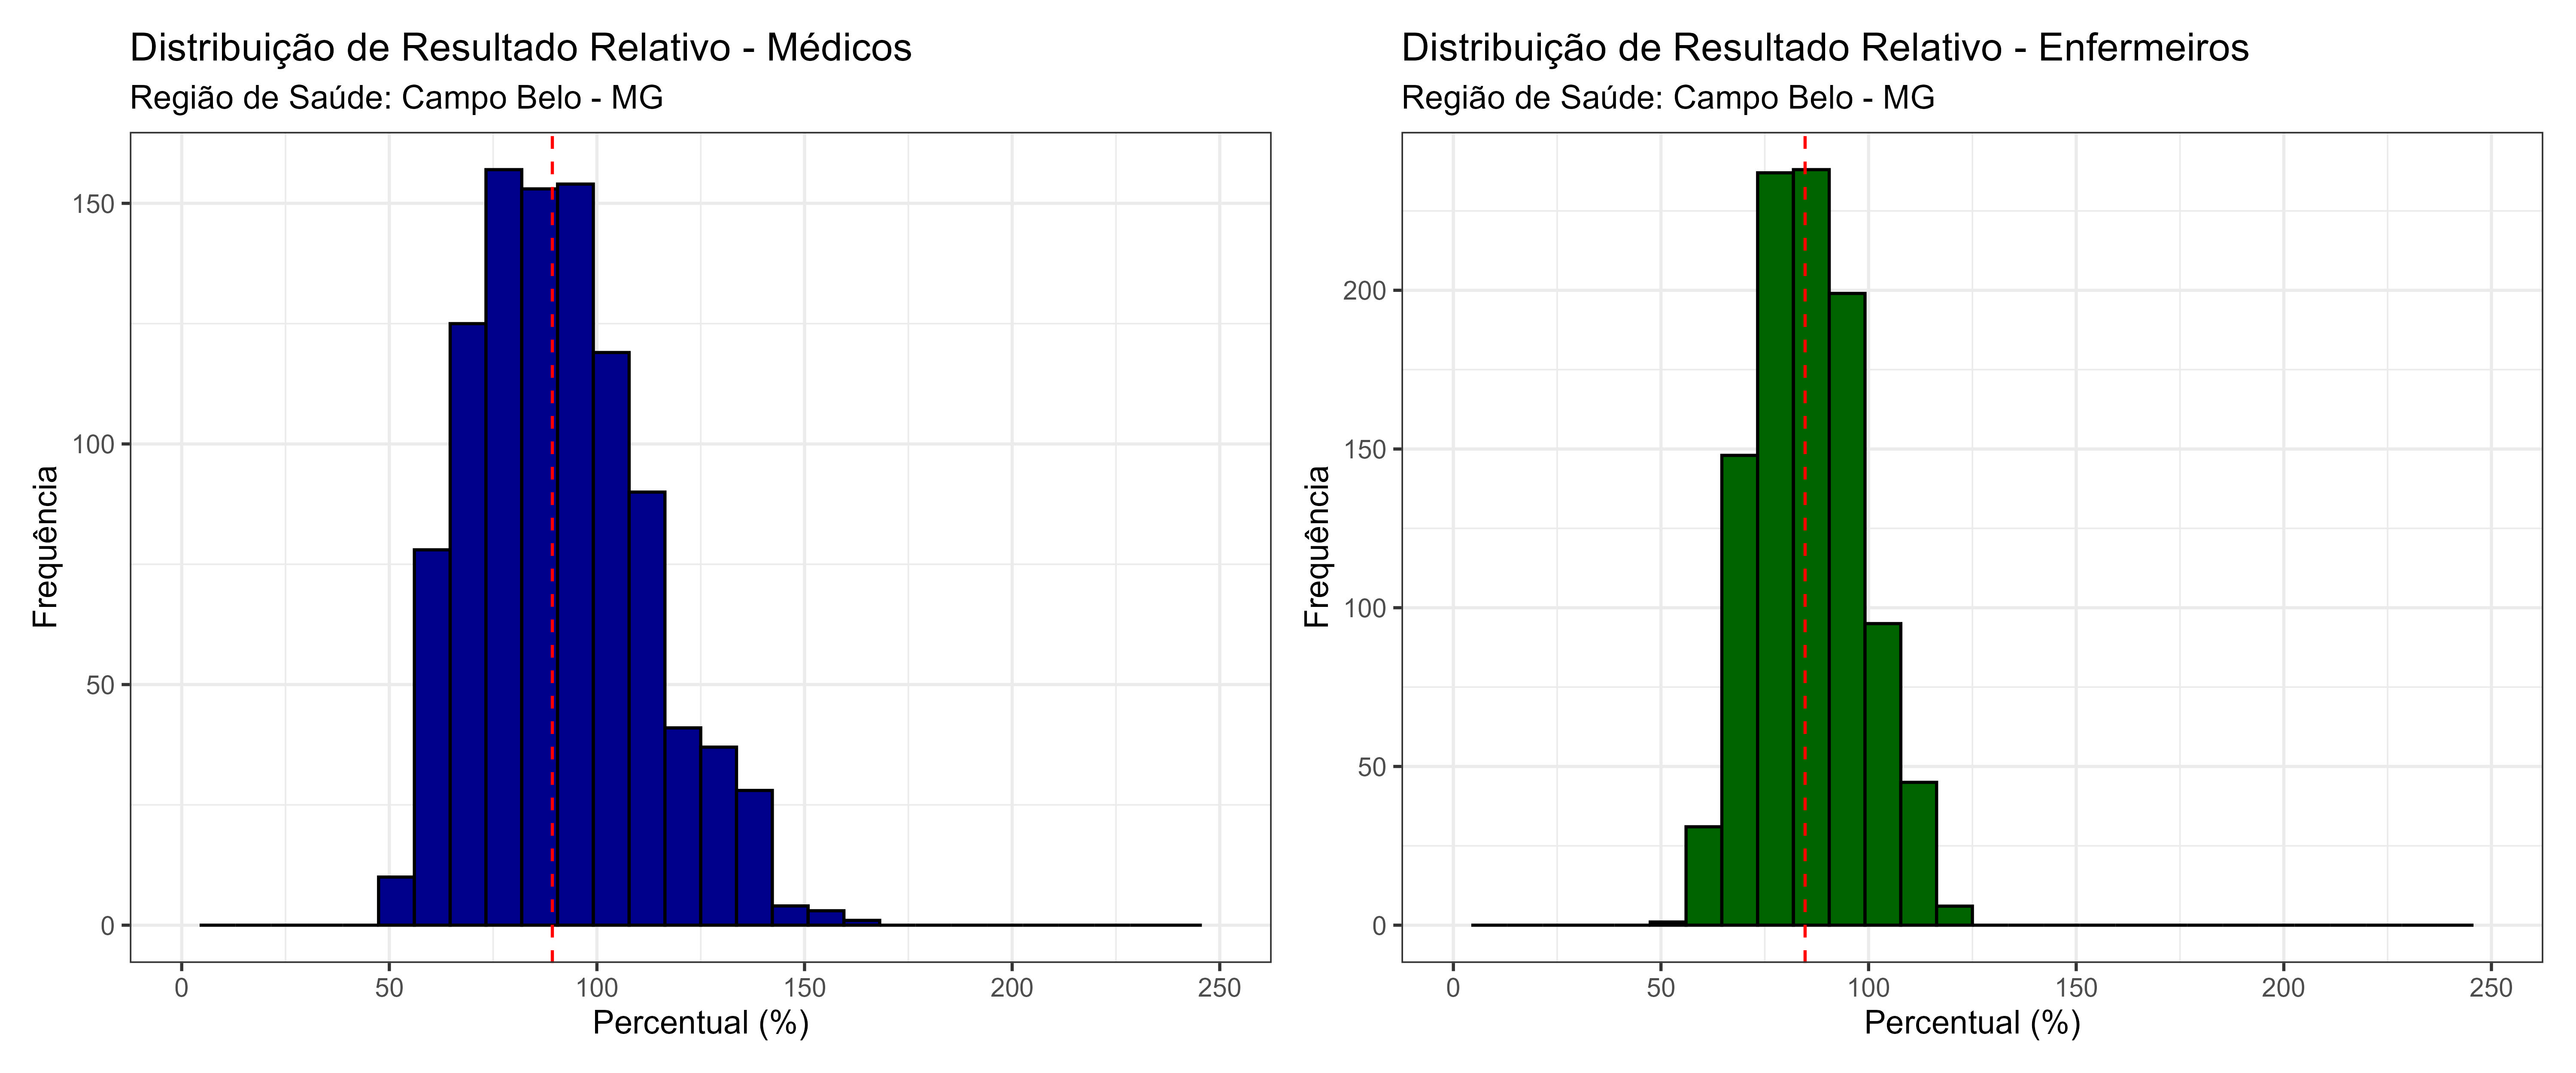 Distribuição de Resultado Relativo - Médicos
Região de Saúde: Campo Belo - MG
Frequência
150
100
50
0
0 50 100 150 200 250
Percentual (%)
Distribuição de Resultado Relativo - Enfermeiros
Região de Saúde: Campo Belo - MG
Frequência
200
150
100
50
0
0 50 100 150 200 250
Percentual (%)